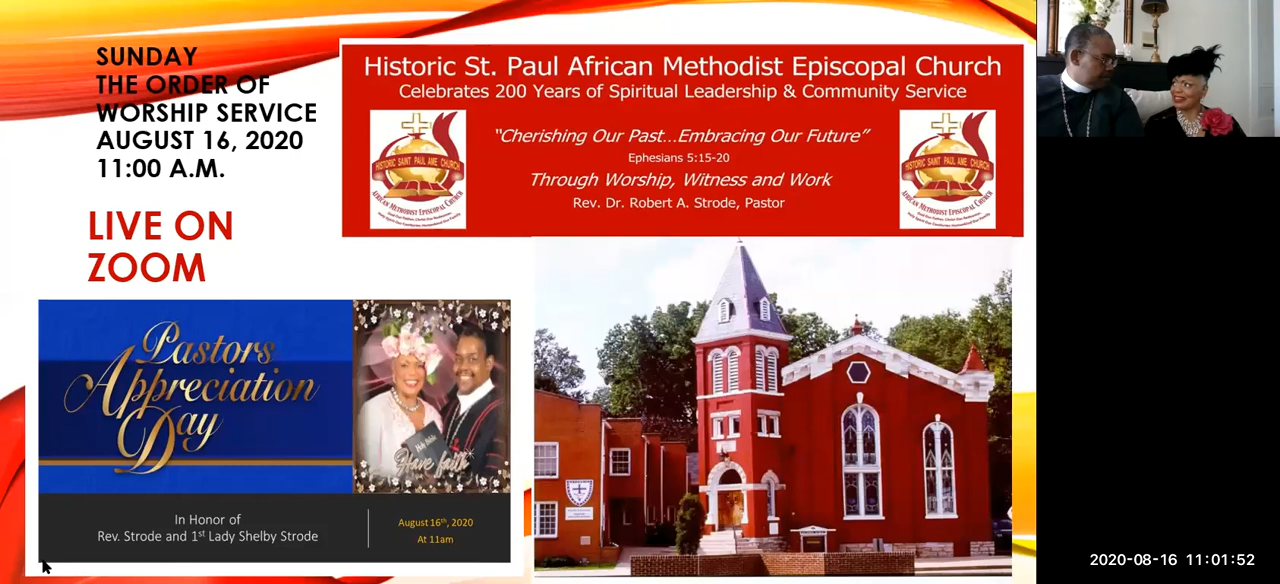 SUNDAY
THE ORDER OF
WORSHIP SERVICE
AUGUST 16, 2020
11:00 A.M.
LIVE ON
ZOOM
Historic St. Paul African Methodist Episcopal Church
Celebrates 200 Years of Spiritual Leadership & Community Service
"Cherishing Our Past...Embracing Our Future"
Ephesians 5:15-20
Through Worship, Witness and Work
Rev. Dr. Robert A. Strode, Pastor
HISTORIC SAINT PAUL AME CHURCH
AFRICAN METHODIST EPISCOPAL CHURCH
HISTORIC SAINT PAUL AME CHURCH
AFRICAN METHODIST EPISCOPAL CHURCH
Pastors
Appreciation
Day
Holy Bible
Have faith
In Honor of
Rev. Strode and 1st Lady Shelby Strode
August 16th, 2020
At 11am
2020-08-16 11:01:52